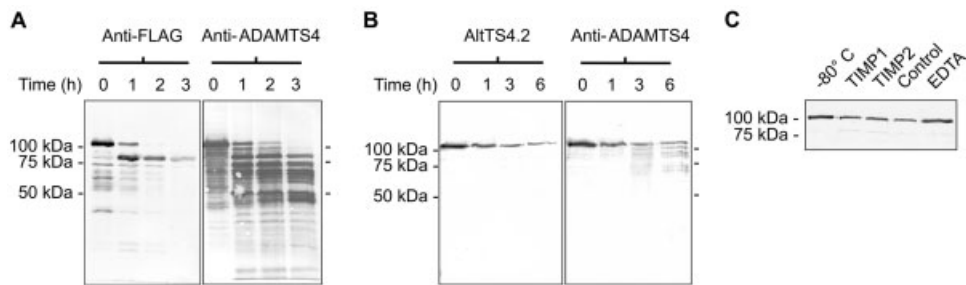 A
Anti-FLAG Anti-ADAMTS4
Time (h) 0 1 2 3 0 1 2 3
100 kDa -
75 kDa -
50 kDa -
B
AltTS4.2 Anti-ADAMTS4
Time (h) 0 1 3 6 0 1 3 6
100 kDa -
75 kDa -
50 kDa -
C
-80° C TIMP1 TIMP2 Control EDTA
100 kDa -
75 kDa -